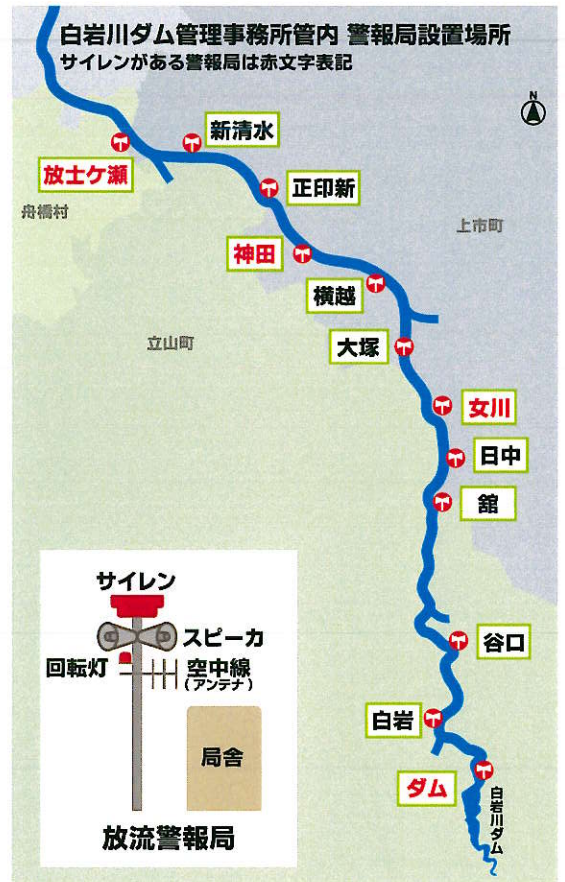 白岩川ダム管理事務所管内 警報局設置場所
サイレンがある警報局は赤文字表記
N
新清水
放士ケ瀬
正印新
舟橋村
上市町
神田
横越
立山町
大塚
女川
日中
舘
サイレン
スピーカ
回転灯
空中線
(アンテナ)
谷口
白岩
局舎
ダム
白岩川ダム
放流警報局